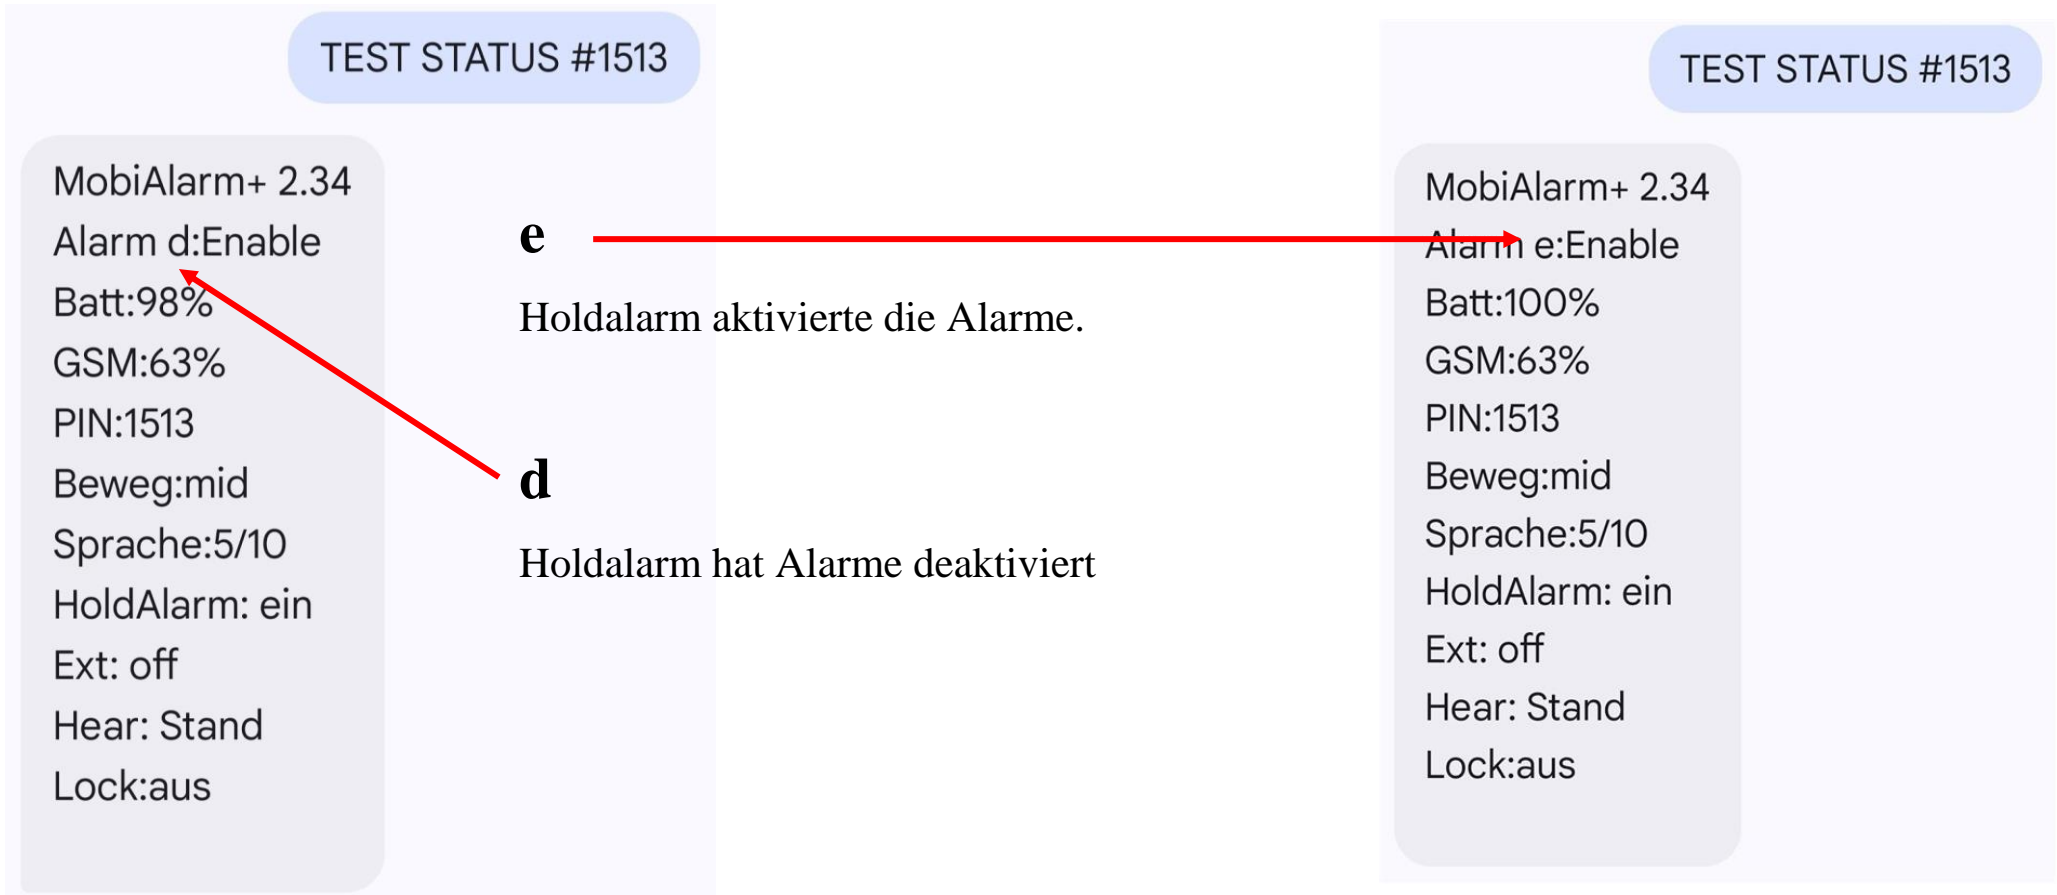 TEST STATUS #1513
MobiAlarm+ 2.34
Alarm d:Enable
Batt:98%
GSM:63%
PIN:1513
Beweg:mid
Sprache:5/10
HoldAlarm: ein
Ext: off
Hear: Stand
Lock:aus
e
Holdalarm aktivierte die Alarme.
d
Holdalarm hat Alarme deaktiviert
TEST STATUS #1513
MobiAlarm+ 2.34
Alarm e:Enable
Batt:100%
GSM:63%
PIN:1513
Beweg:mid
Sprache:5/10
HoldAlarm: ein
Ext: off
Hear: Stand
Lock:aus